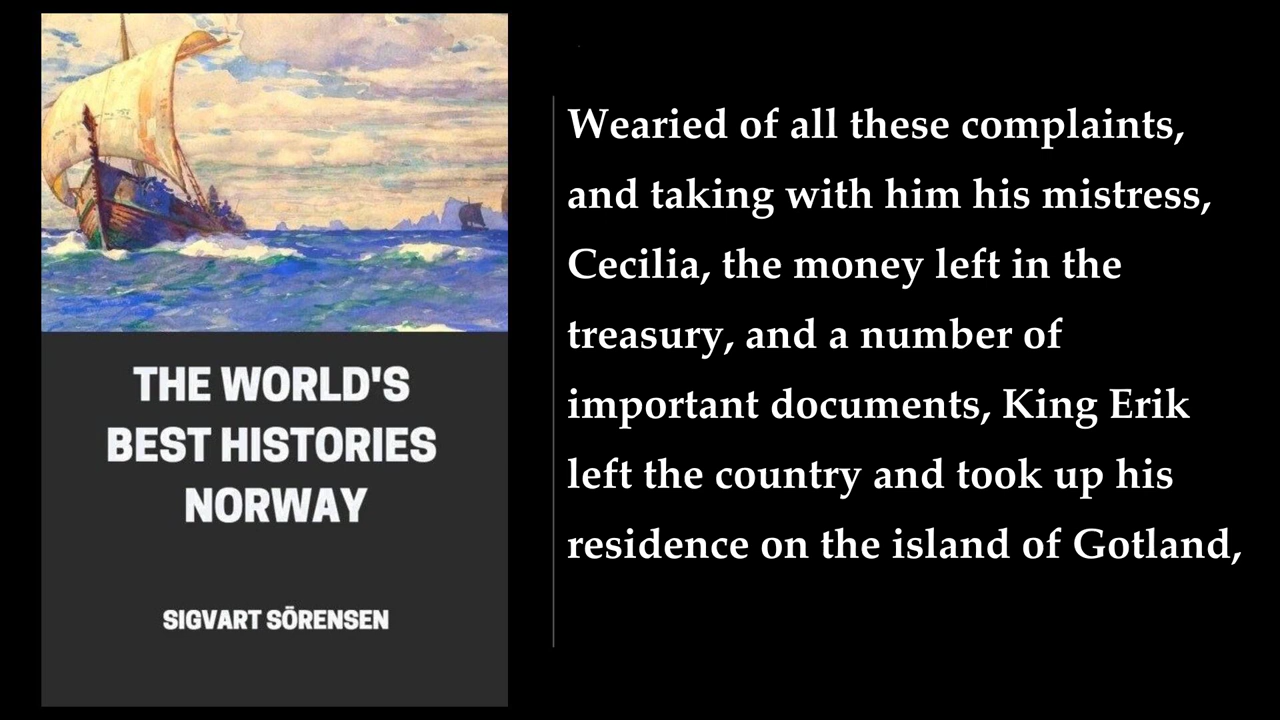 THE WORLD'S
BEST HISTORIES
NORWAY
SIGVART SÖRENSEN
Wearied of all these complaints,
and taking with him his mistress,
Cecilia, the money left in the
treasury, and a number of
important documents, King Erik
left the country and took up his
residence on the island of Gotland,